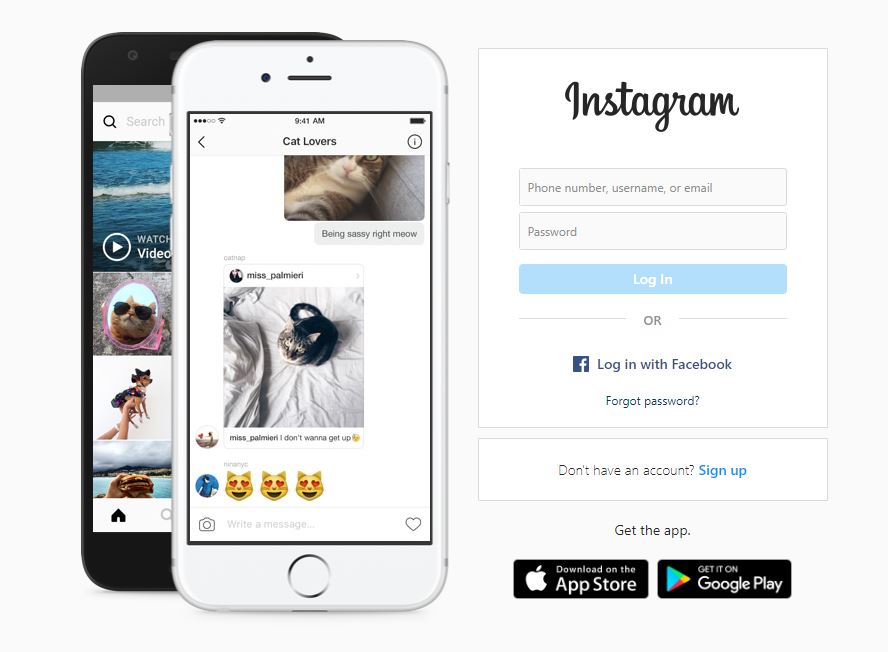 Search
WATCH
Video
9:41 AM
Cat Lovers
Being sassy right meow
catnap
miss_palmieri
miss_palmieri I don't wanna get up😪
ninanyc
😻 😻 😻
Write a message...
Instagram
Phone number, username, or email
Password
Log In
OR
Log in with Facebook
Forgot password?
Don't have an account? Sign up
Get the app.
Download on the
App Store
GET IT ON
Google Play